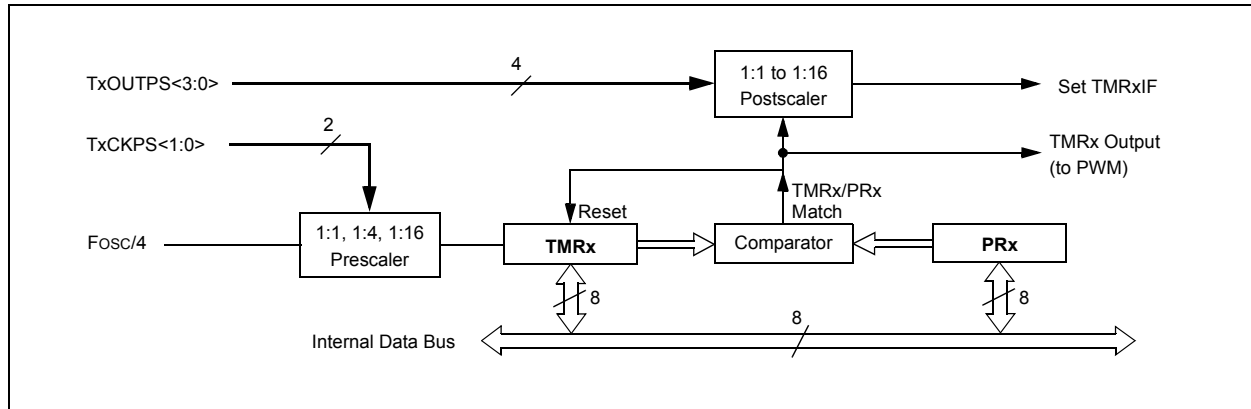 TxOUTPS<3:0>
4
1:1 to 1:16
Postscaler
Set TMRxIF
TxCKPS<1:0>
2
TMRx Output
(to PWM)
TMRx/PRx
Match
Reset
FOSC/4
1:1, 1:4, 1:16
Prescaler
TMRx
Comparator
PRx
8
8
Internal Data Bus
8